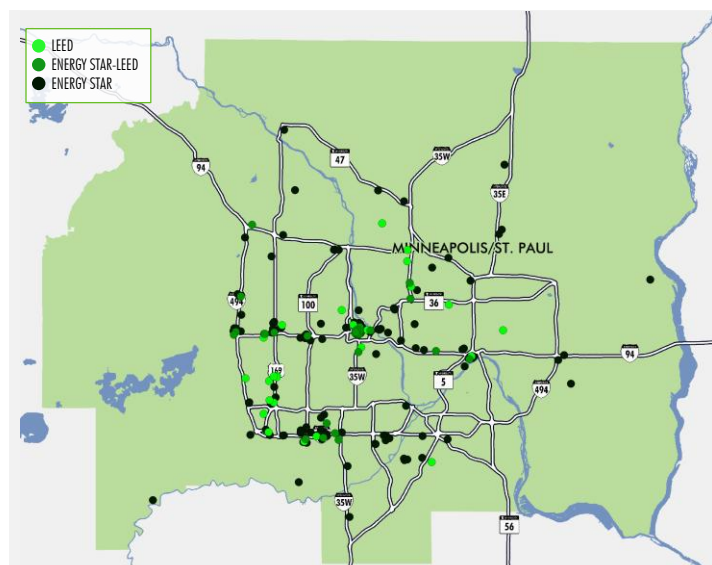 LEED
ENERGY STAR-LEED
ENERGY STAR
47
35W
94
35E
MINNEAPOLIS/ST. PAUL
494
100
36
94
169
35W
5
494
35W
56